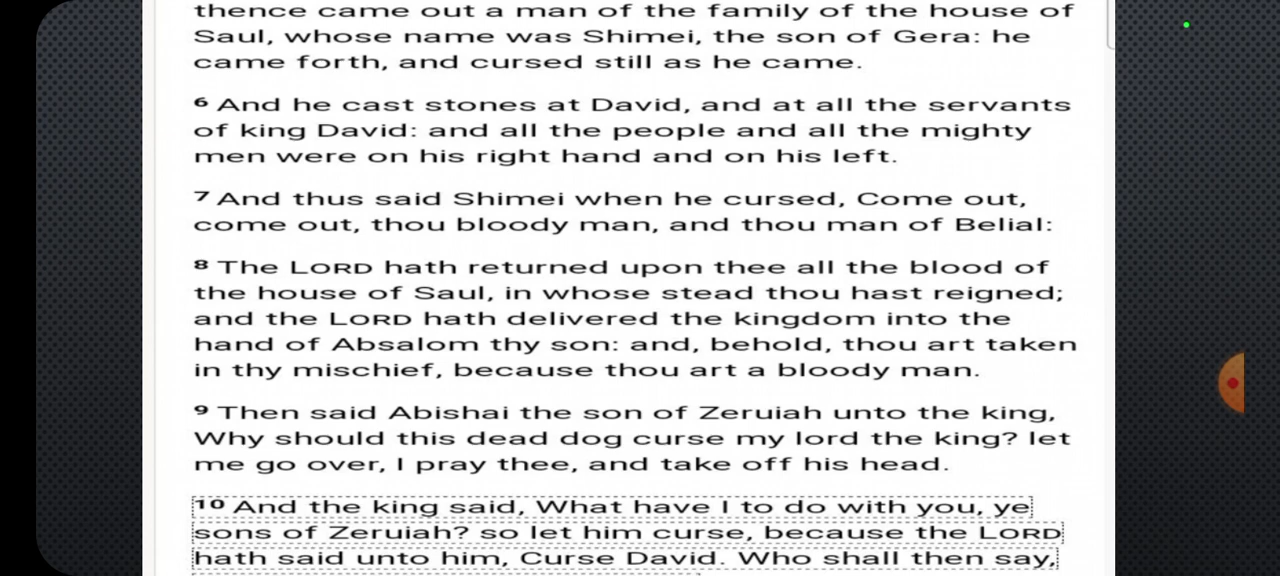 thence came out a man of the family of the house of
Saul, whose name was Shimei, the son of Gera: he
came forth, and cursed still as he came.
6 And he cast stones at David, and at all the servants
of king David: and all the people and all the mighty
men were on his right hand and on his left.
7 And thus said Shimei when he cursed, Come out,
come out, thou bloody man, and thou man of Belial:
8 The LORD hath returned upon thee all the blood of
the house of Saul, in whose stead thou hast reigned;
and the LORD hath delivered the kingdom into the
hand of Absalom thy son: and, behold, thou art taken
in thy mischief, because thou art a bloody man.
9 Then said Abishai the son of Zeruiah unto the king,
Why should this dead dog curse my lord the king? let
me go over, I pray thee, and take off his head.
10 And the king said, What have I to do with you, ye
sons of Zeruiah? so let him curse, because the LORD
hath said unto him, Curse David. Who shall then say,